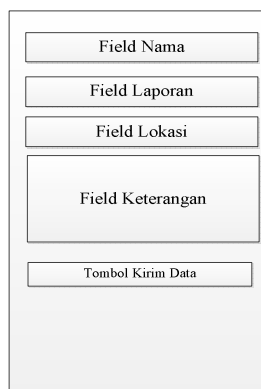 Field Nama
Field Laporan
Field Lokasi
Field Keterangan
Tombol Kirim Data